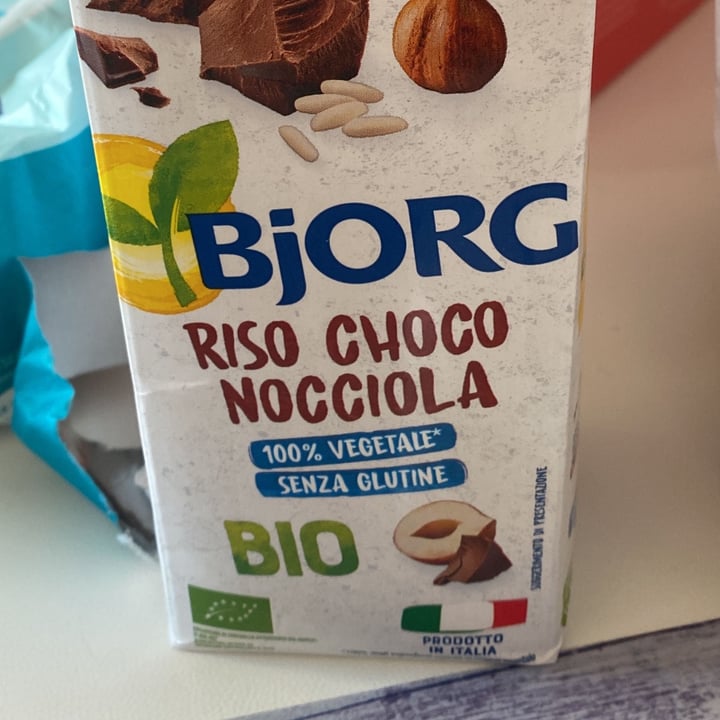 BJORG
RISO CHOCO
NOCCIOLA
100% VEGETALE*
SENZA GLUTINE
BIO
SUGGERIMENTO DI PRESENTAZIONE
PRODOTTO
IN ITALIA